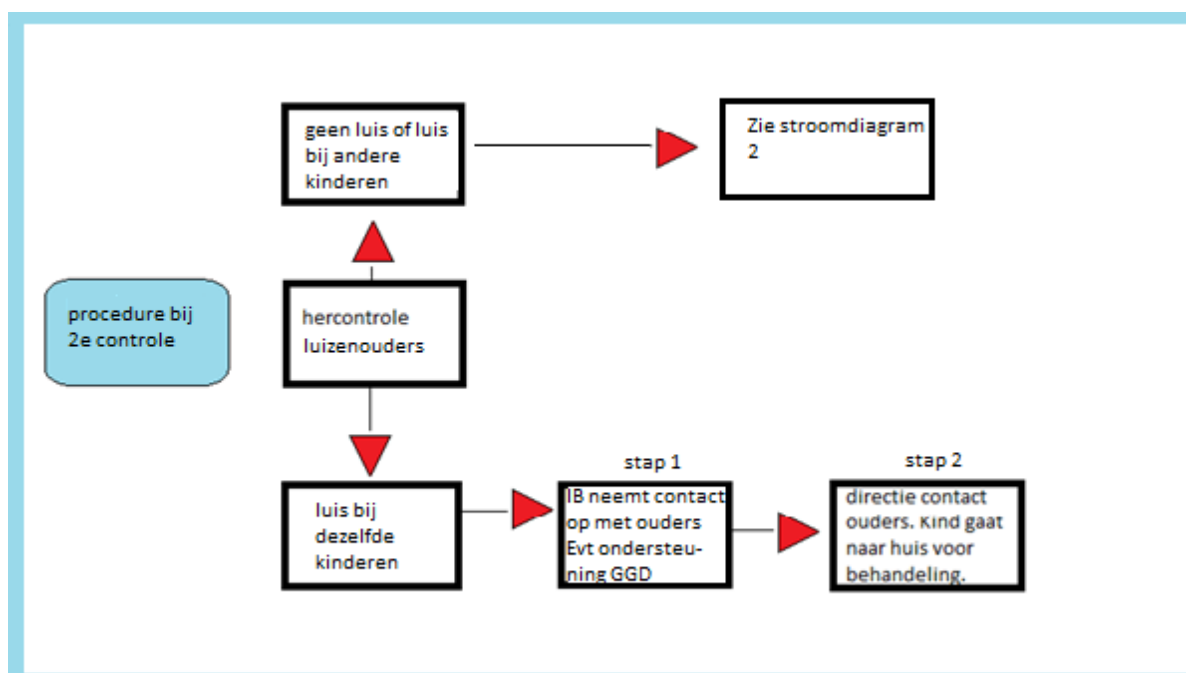 geen luis of luis
bij andere
kinderen
Zie stroomdiagram
2
procedure bij
2e controle
hercontrole
luizenouders
luis bij
dezelfde
kinderen
stap 1
IB neemt contact
op met ouders
Evt ondersteu-
ning GGD
stap 2
directie contact
ouders. Kind gaat
naar huis voor
behandeling.